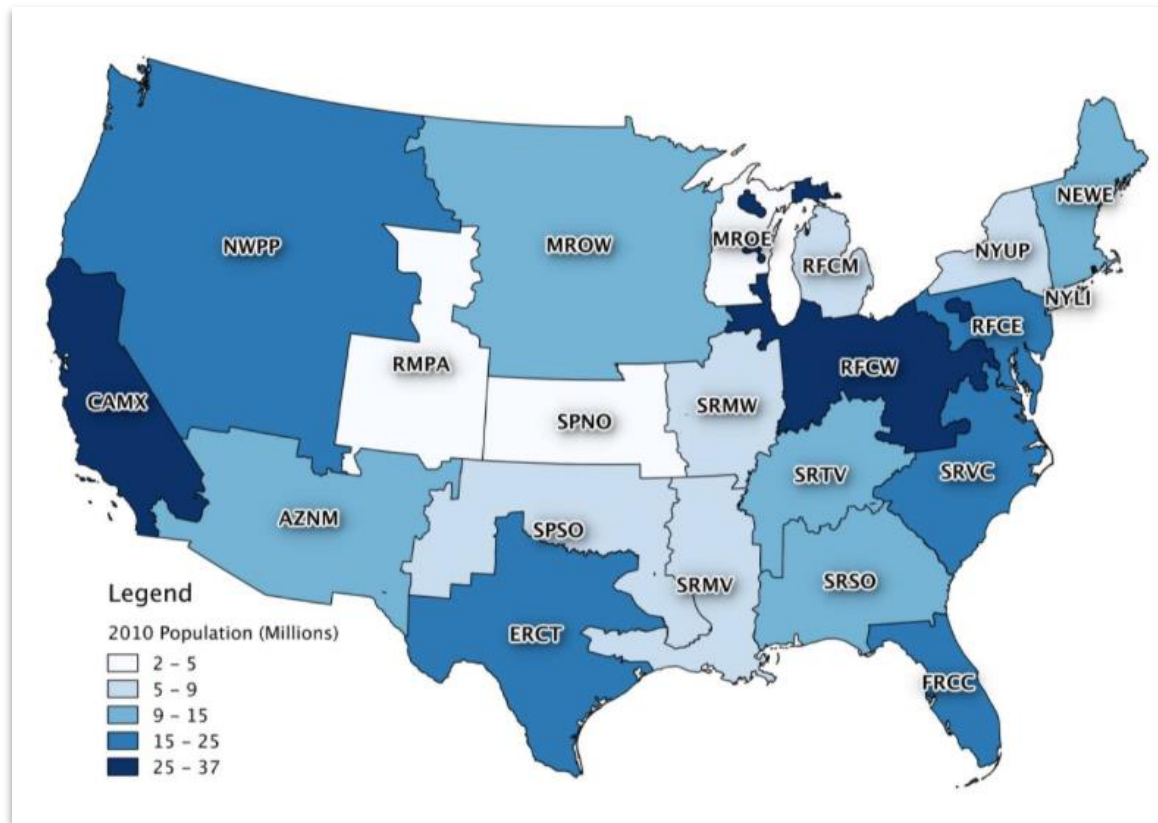 NEWE
NWPP
MROW
MROE
NYUP
RFCM
NYLI
RFCE
RMPA
RFCW
CAMX
SRMW
SPNO
SRTV
SRVC
AZNM
SPSO
SRMV
SRSO
ERCT
FRCC
Legend
2010 Population (Millions)
2 – 5
5 – 9
9 – 15
15 – 25
25 – 37